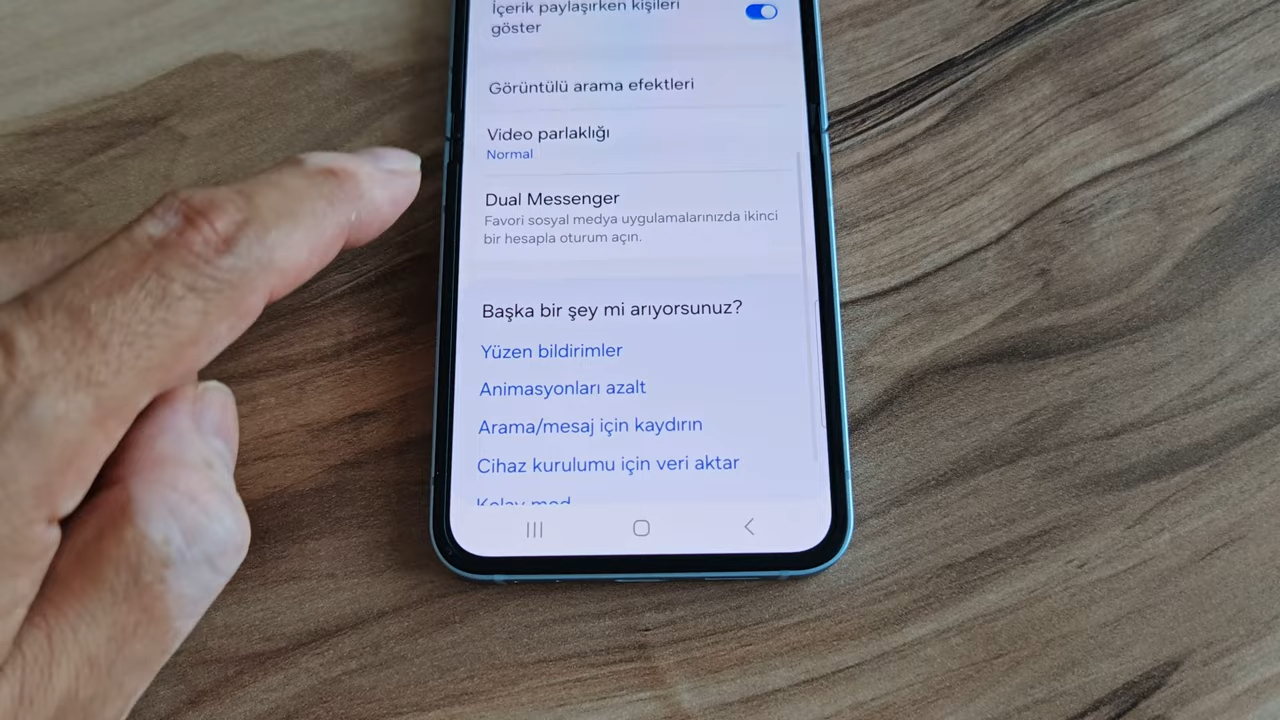 İçerik paylaşırken kişileri
göster
Görüntülü arama efektleri
Video parlaklığı
Normal
Dual Messenger
Favori sosyal medya uygulamalarınızda ikinci
bir hesapla oturum açın.
Başka bir şey mi arıyorsunuz?
Yüzen bildirimler
Animasyonları azalt
Arama/mesaj için kaydırın
Cihaz kurulumu için veri aktar
Kolay mod